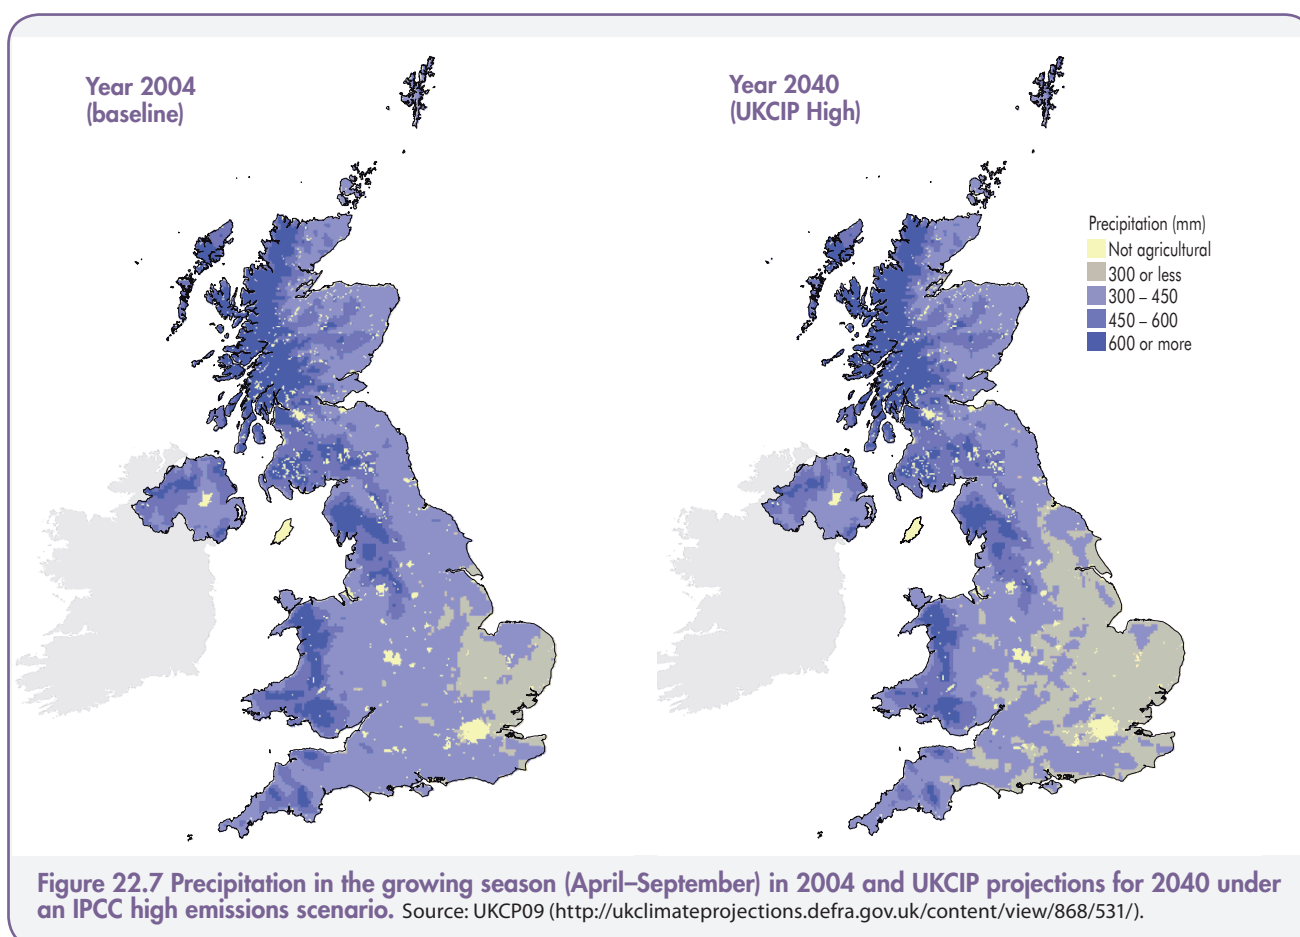 Year 2004
(baseline)
Year 2040
(UKCIP High)
Precipitation (mm)
Not agricultural
300 or less
300 – 450
450 – 600
600 or more
Figure 22.7 Precipitation in the growing season (April–September) in 2004 and UKCIP projections for 2040 under
an IPCC high emissions scenario. Source: UKCP09 (http://ukclimateprojections.defra.gov.uk/content/view/868/531/).